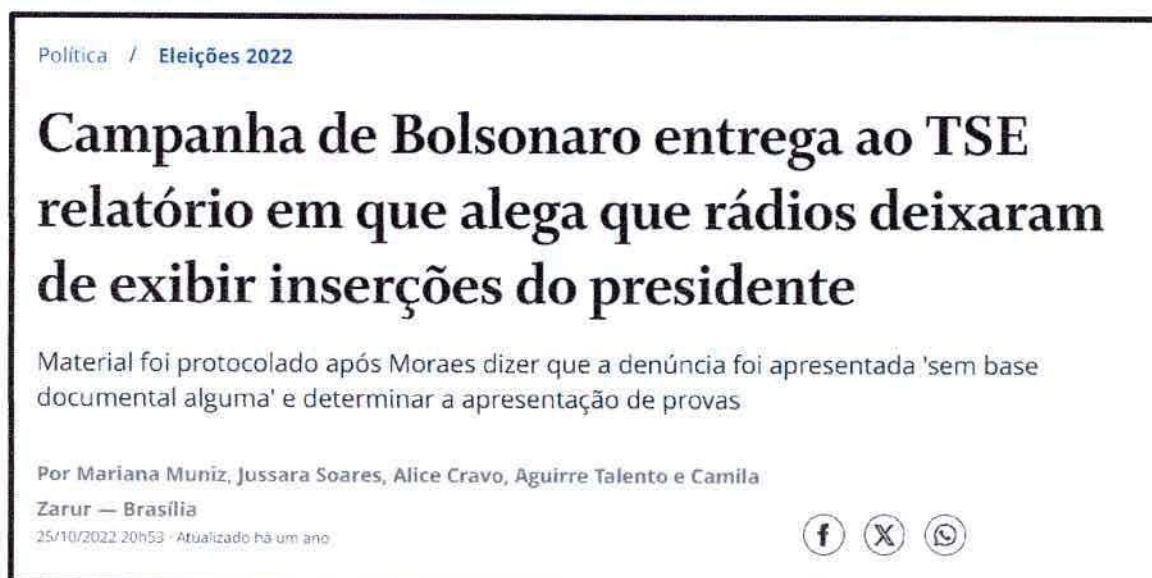 Política / Eleições 2022
Campanha de Bolsonaro entrega ao TSE
relatório em que alega que rádios deixaram
de exibir inserções do presidente
Material foi protocolado após Moraes dizer que a denúncia foi apresentada 'sem base
documental alguma' e determinar a apresentação de provas
Por Mariana Muniz, Jussara Soares, Alice Cravo, Aguirre Talento e Camila
Zarur — Brasília
25/10/2022 20h53 · Atualizado há um ano